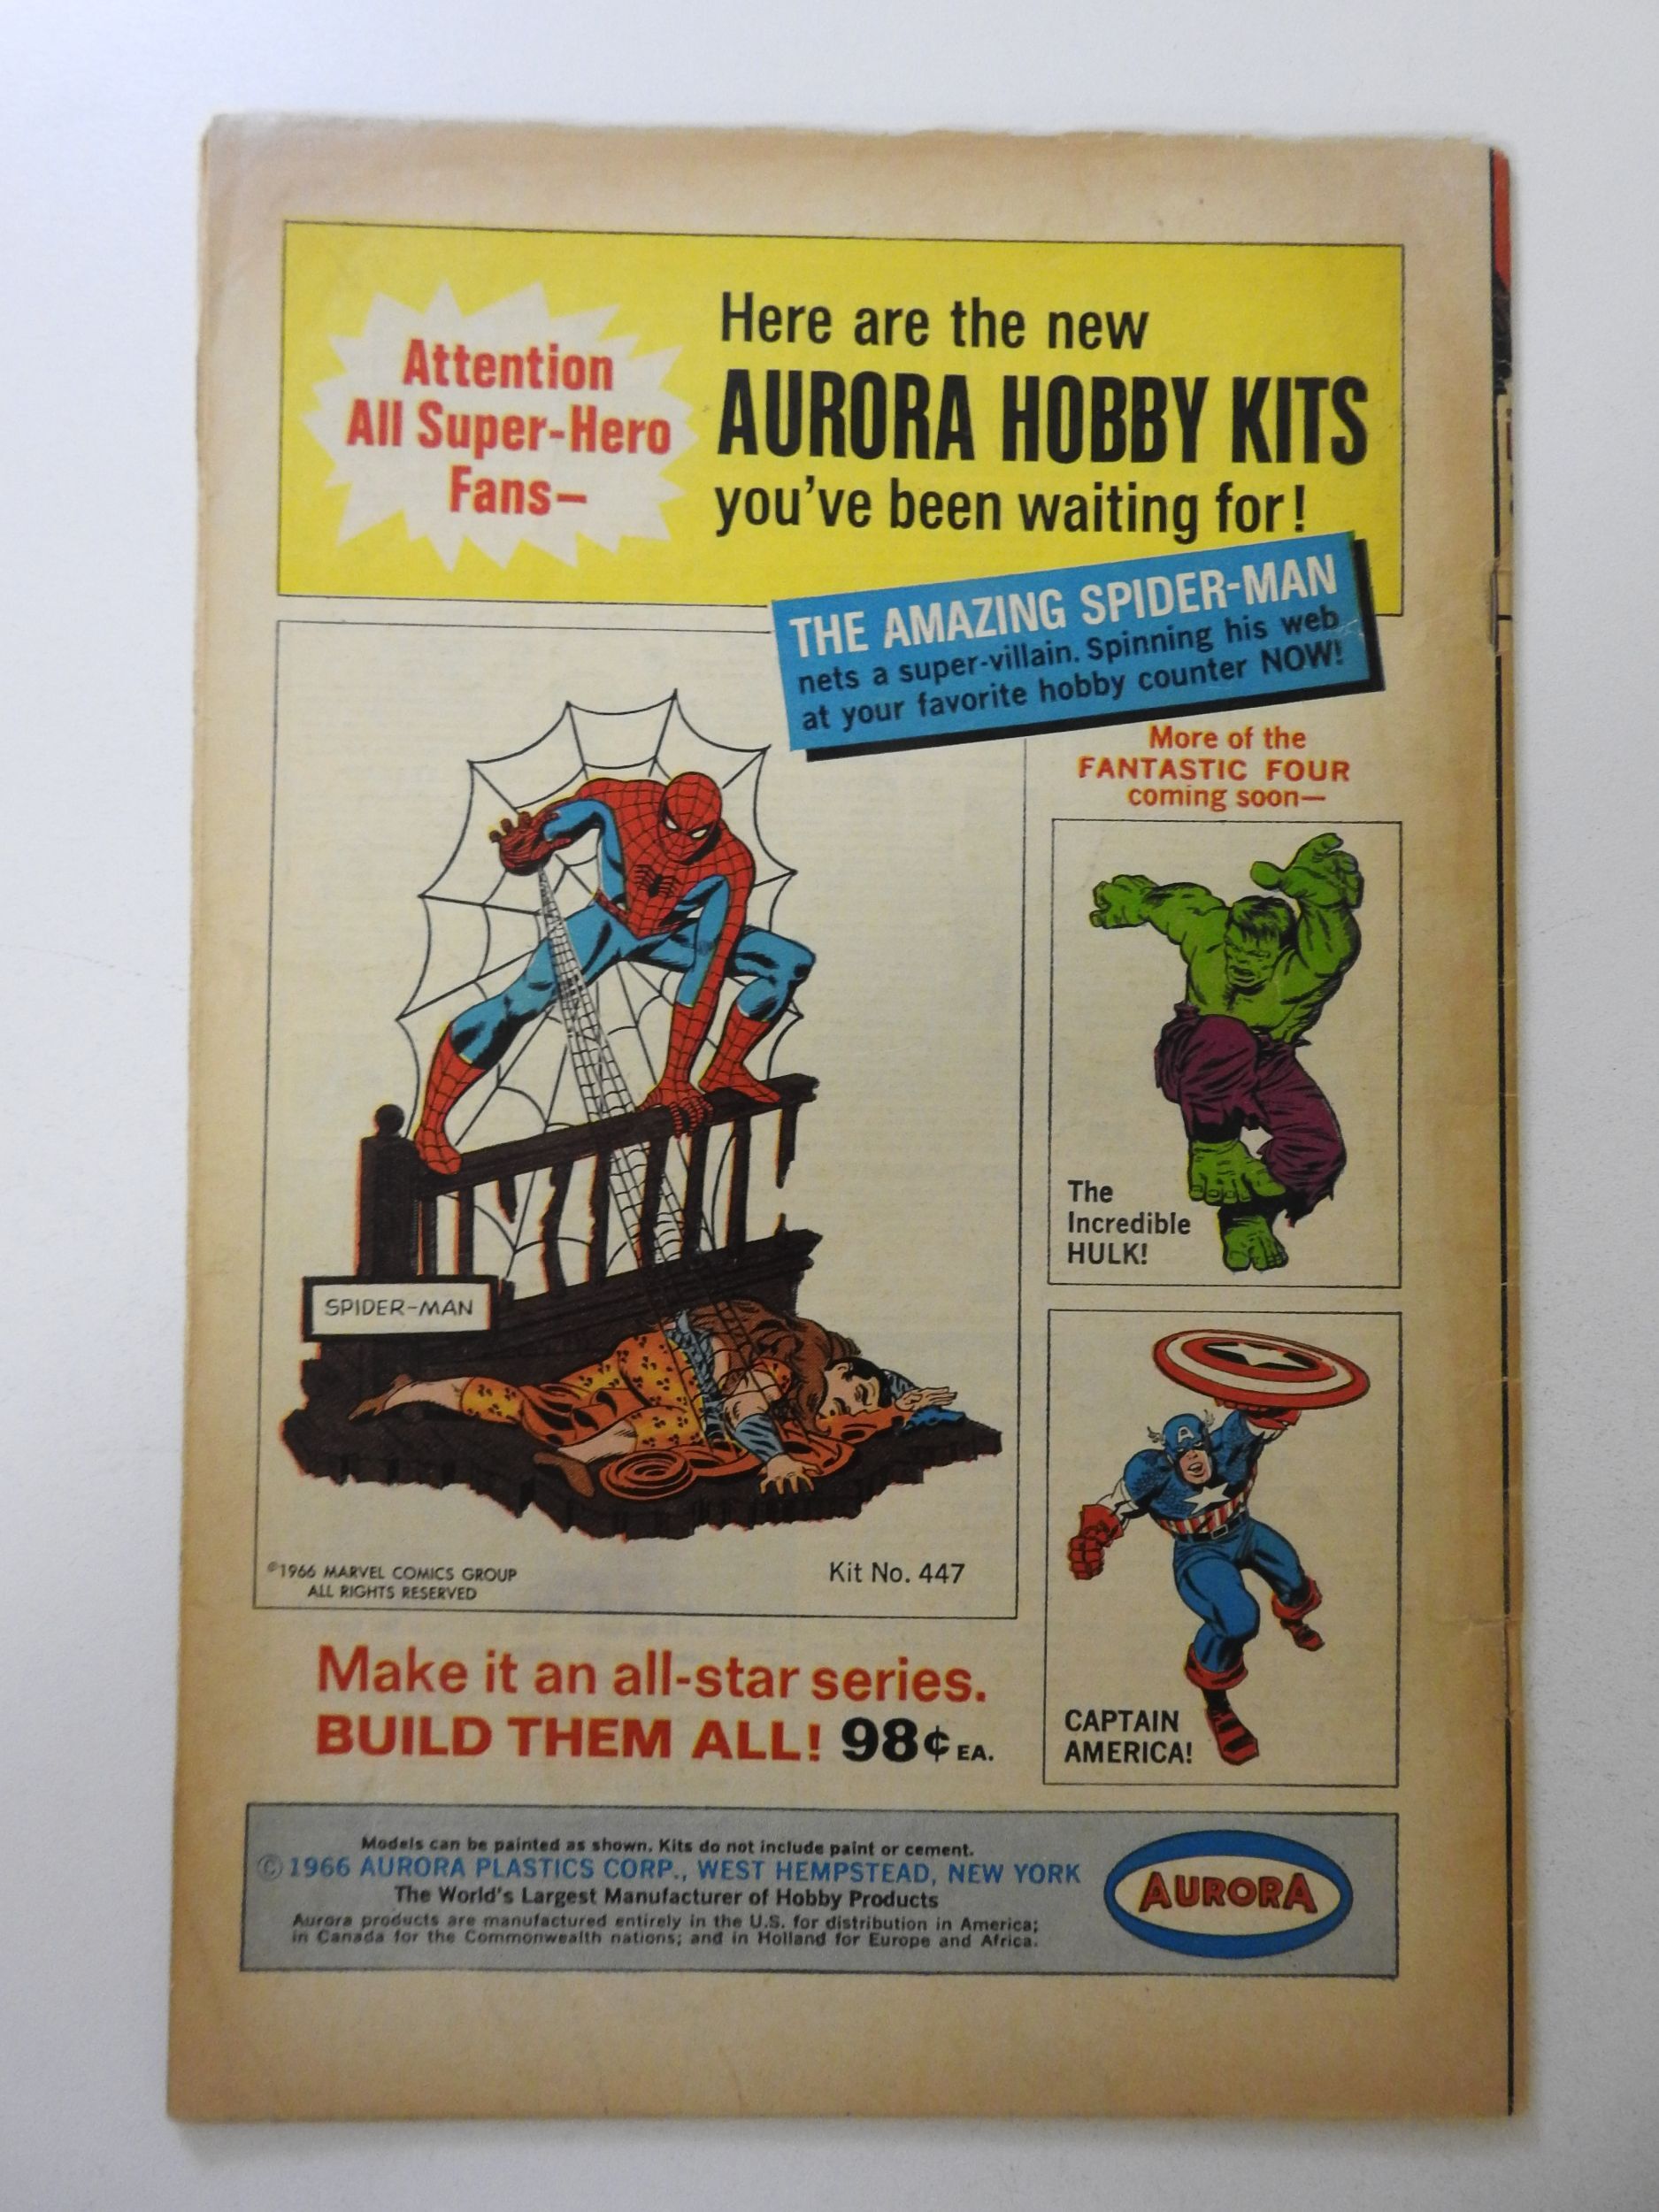 Attention
All Super-Hero
Fans—
Here are the new
AURORA HOBBY KITS
you've been waiting for!
THE AMAZING SPIDER-MAN
nets a super-villain. Spinning his web
at your favorite hobby counter NOW!
More of the
FANTASTIC FOUR
coming soon—
The
Incredible
HULK!
SPIDER-MAN
A
©1966 MARVEL COMICS GROUP
ALL RIGHTS RESERVED
Kit No. 447
CAPTAIN
AMERICA!
Make it an all-star series.
BUILD THEM ALL! 98¢ EA.
Models can be painted as shown. Kits do not include paint or cement.
©1966 AURORA PLASTICS CORP., WEST HEMPSTEAD, NEW YORK
The World's Largest Manufacturer of Hobby Products
Aurora products are manufactured entirely in the U.S. for distribution in America;
in Canada for the Commonwealth nations; and in Holland for Europe and Africa.
AURORA